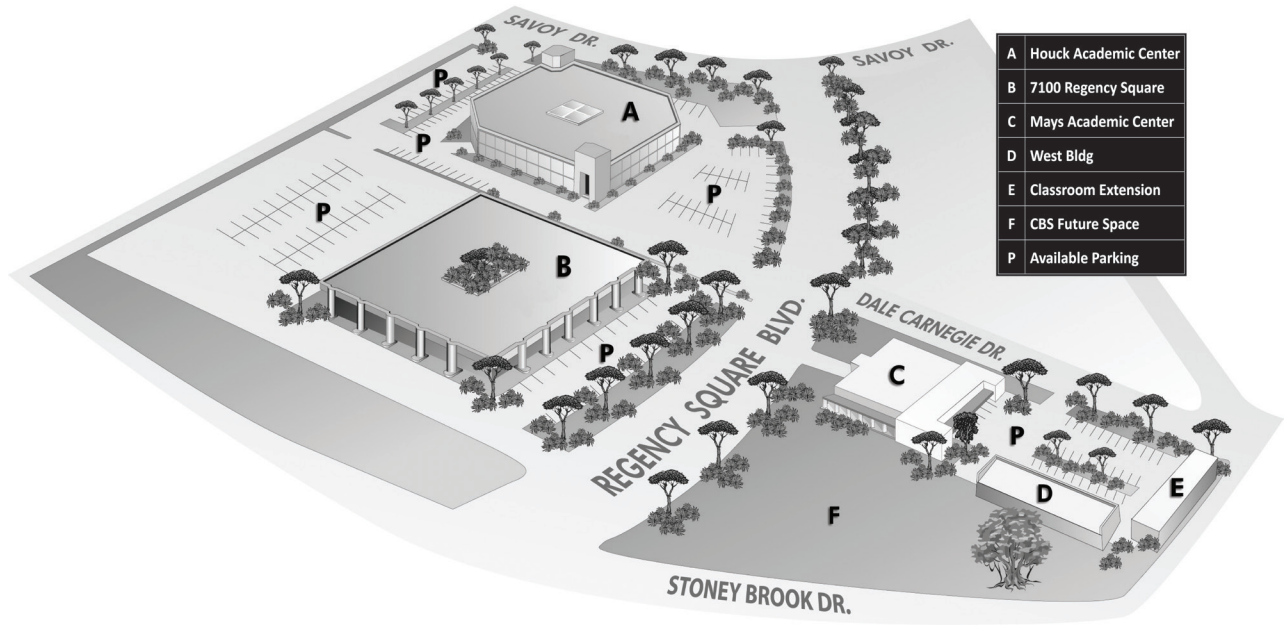 SAVOY DR.
SAVOY DR.
P
A
P
P
P
B
P
REGENCY SQUARE BLVD.
DALE CARNEGIE DR.
C
P
D
E
F
STONEY BROOK DR.
A Houck Academic Center
B 7100 Regency Square
C Mays Academic Center
D West Bldg
E Classroom Extension
F CBS Future Space
P Available Parking